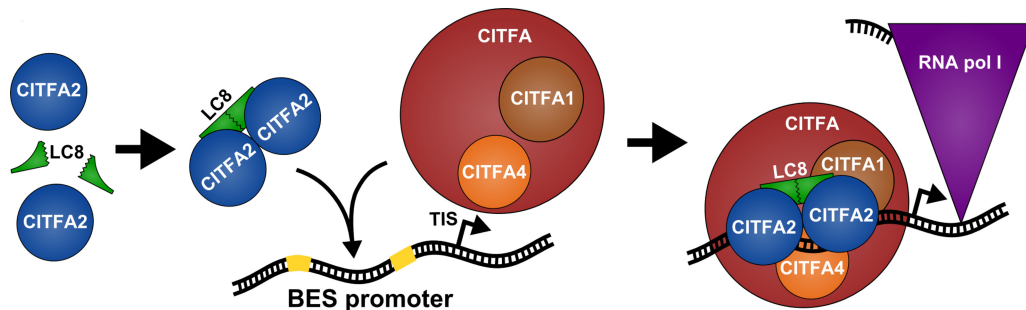 CITFA2
LC8
CITFA2
LC8
CITFA2
CITFA2
CITFA
CITFA1
CITFA4
TIS
BES promoter
RNA pol I
CITFA
CITFA1
LC8
CITFA2
CITFA2
CITFA4